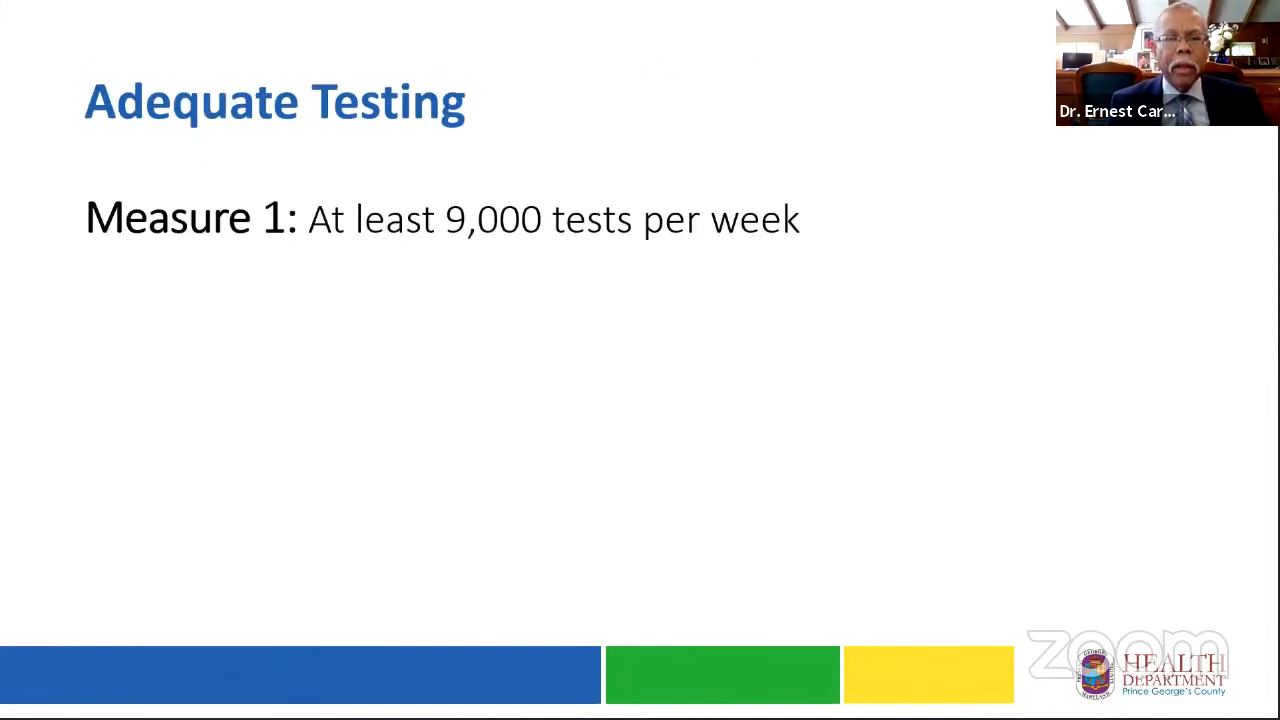 Adequate Testing
Dr. Ernest Car...
Measure 1: At least 9,000 tests per week
zoom
HEALTH
DEPARTMENT
Prince George's County